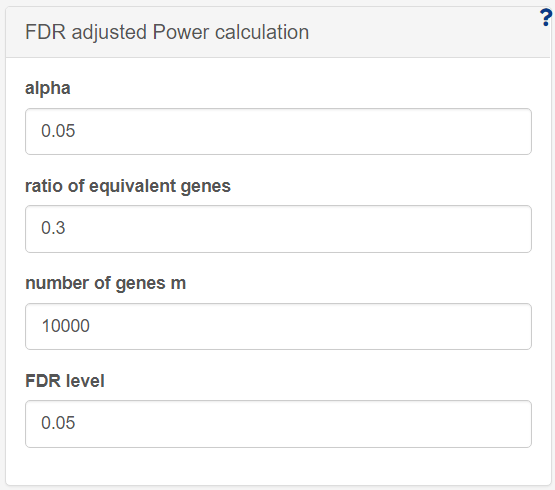 FDR adjusted Power calculation
?
alpha
0.05
ratio of equivalent genes
0.3
number of genes m
10000
FDR level
0.05